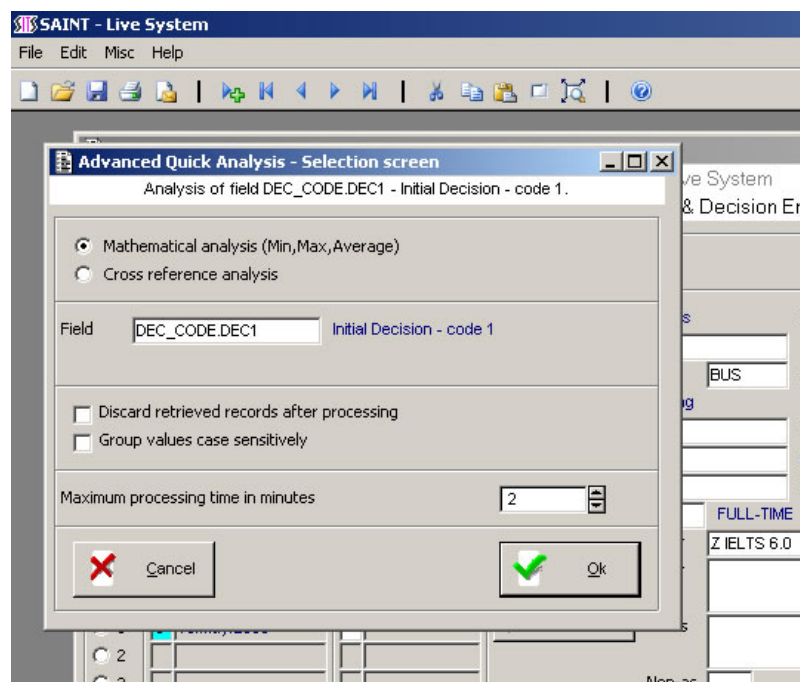 SITS SAINT - Live System
File Edit Misc Help
Advanced Quick Analysis - Selection screen
Analysis of field DEC_CODE.DEC1 - Initial Decision - code 1.
ve System
& Decision Er
Mathematical analysis (Min,Max,Average)
Cross reference analysis
Field DEC_CODE.DEC1 Initial Decision - code 1
s
BUS
Discard retrieved records after processing
Group values case sensitively
Maximum processing time in minutes 2
FULL-TIME
Z IELTS 6.0
Cancel Ok
s
2